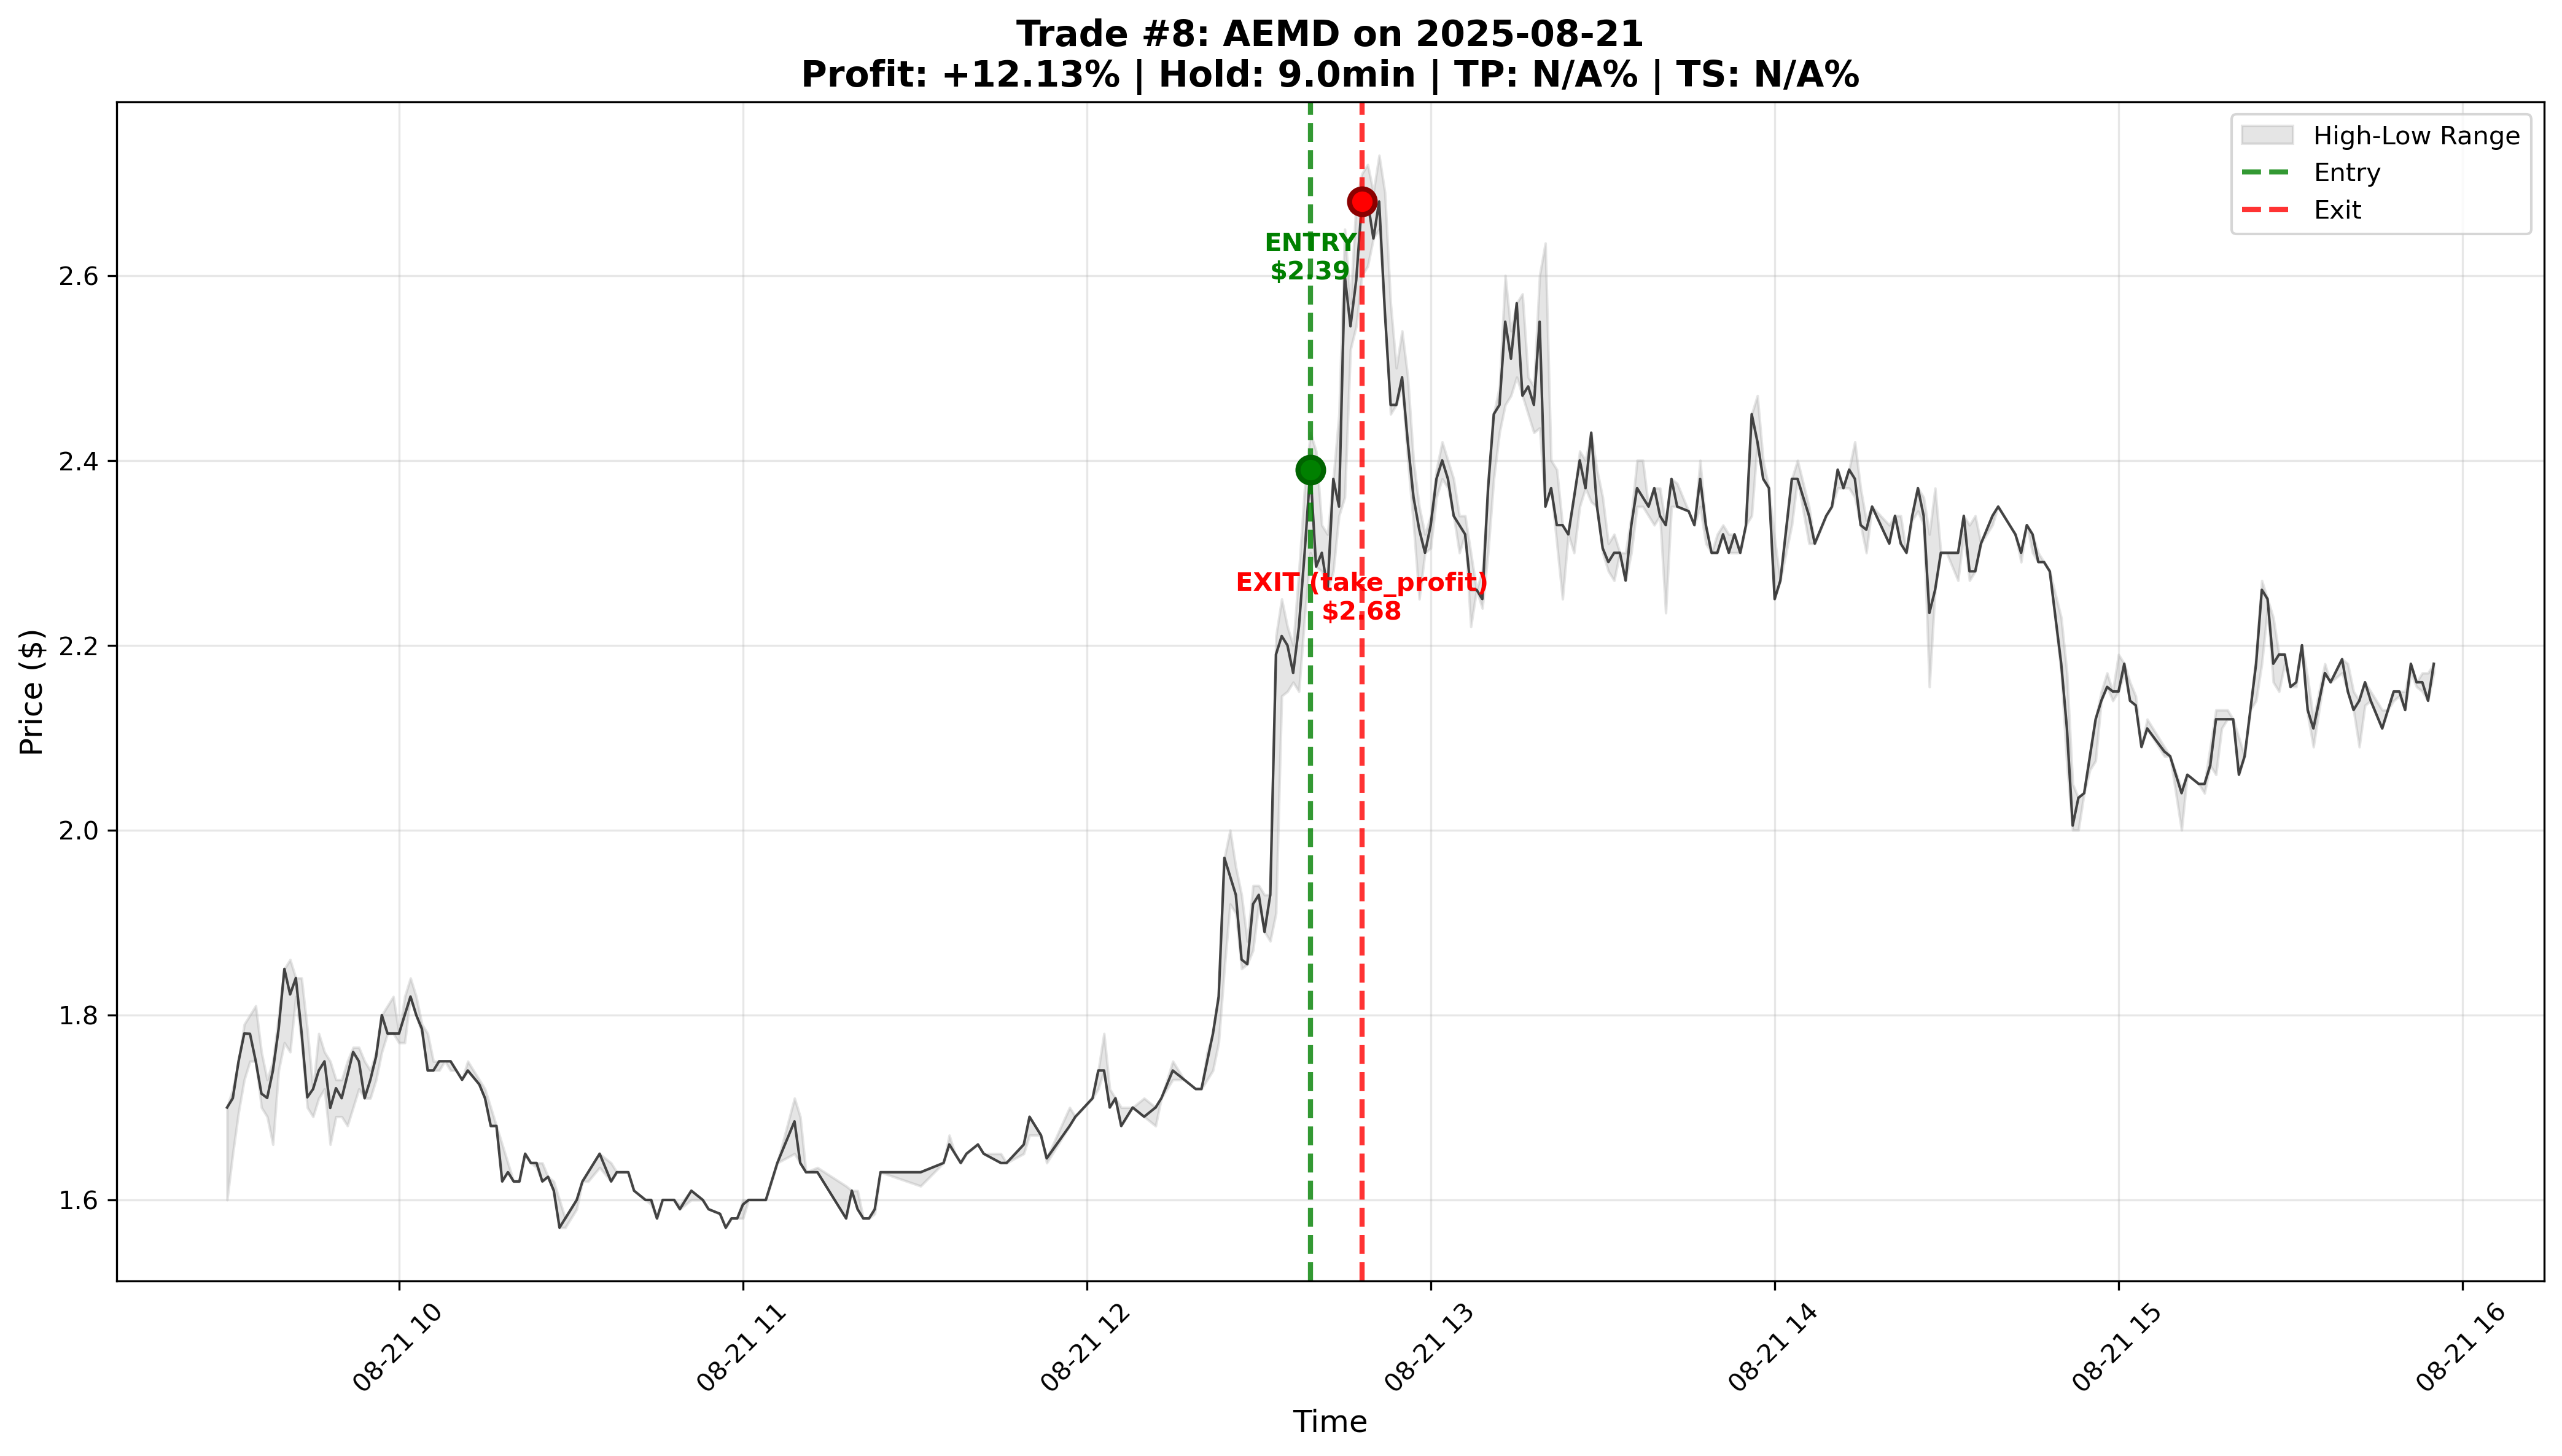 Trade #8: AEMD on 2025-08-21
Profit: +12.13% | Hold: 9.0min | TP: N/A% | TS: N/A%
High-Low Range
Entry
Exit
ENTRY
$2.39
EXIT (take_profit)
$2.68
Price ($)
2.6
2.4
2.2
2.0
1.8
1.6
08-21 10
08-21 11
08-21 12
08-21 13
08-21 14
08-21 15
08-21 16
Time